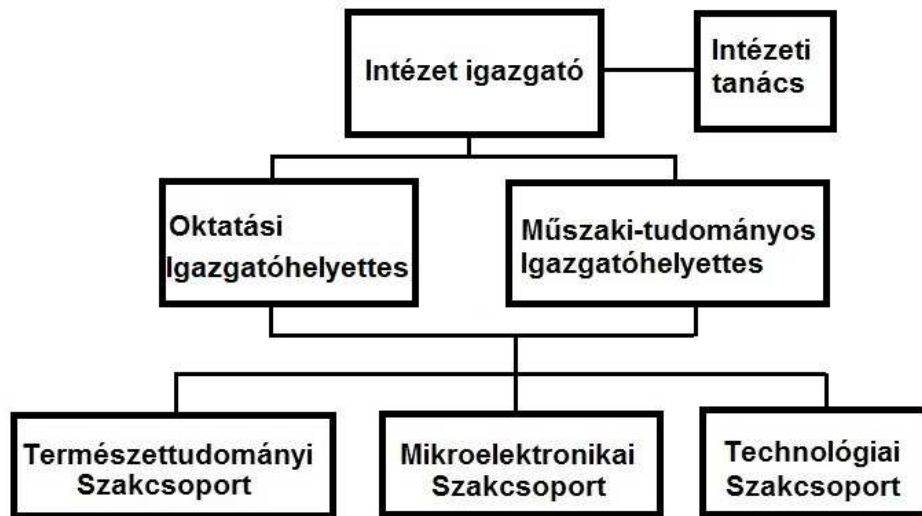 Intézet igazgató
Intézeti
tanács
Oktatási
Igazgatóhelyettes
Műszaki-tudományos
Igazgatóhelyettes
Természettudományi
Szakcsoport
Mikroelektronikai
Szakcsoport
Technológiai
Szakcsoport